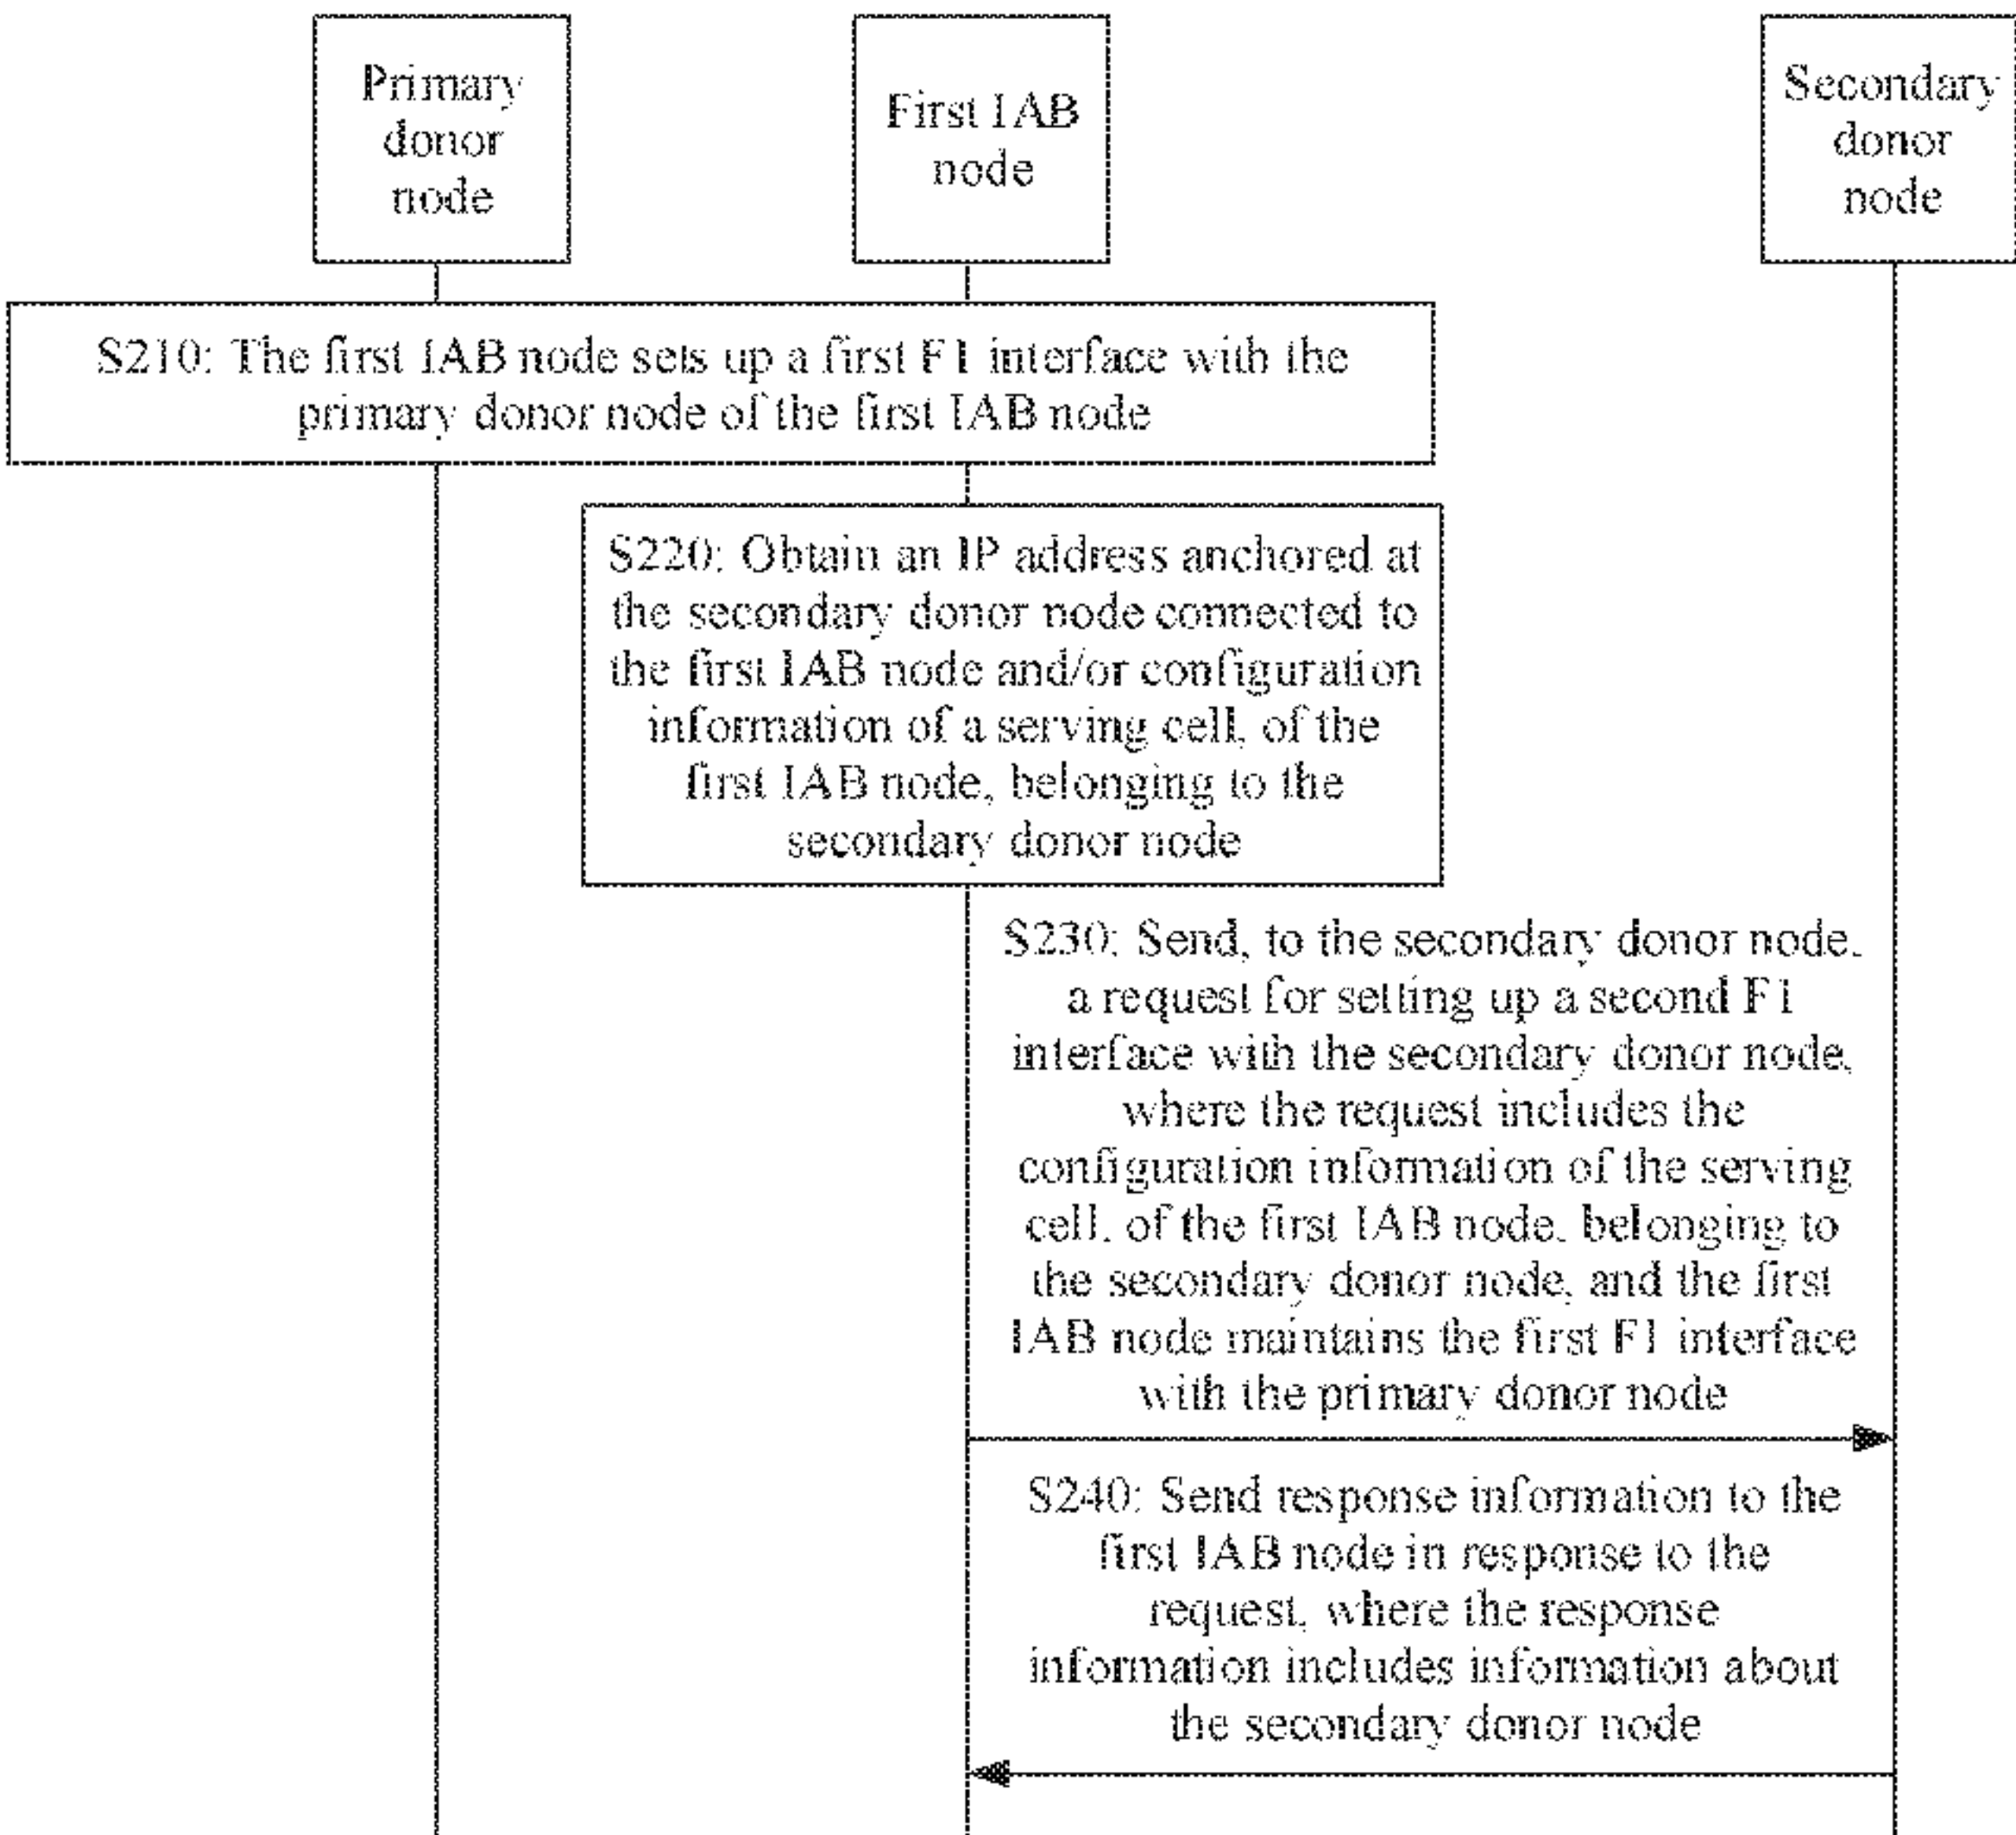 Primary
donor
node
First IAB
node
Secondary
donor
node
S210: The first IAB node sets up a first F1 interface with the
primary donor node of the first IAB node
S220: Obtain an IP address anchored at
the secondary donor node connected to
the first IAB node and/or configuration
information of a serving cell, of the
first IAB node, belonging to the
secondary donor node
S230: Send, to the secondary donor node,
a request for setting up a second F1
interface with the secondary donor node,
where the request includes the
configuration information of the serving
cell, of the first IAB node, belonging to
the secondary donor node, and the first
IAB node maintains the first F1 interface
with the primary donor node
S240: Send response information to the
first IAB node in response to the
request, where the response
information includes information about
the secondary donor node